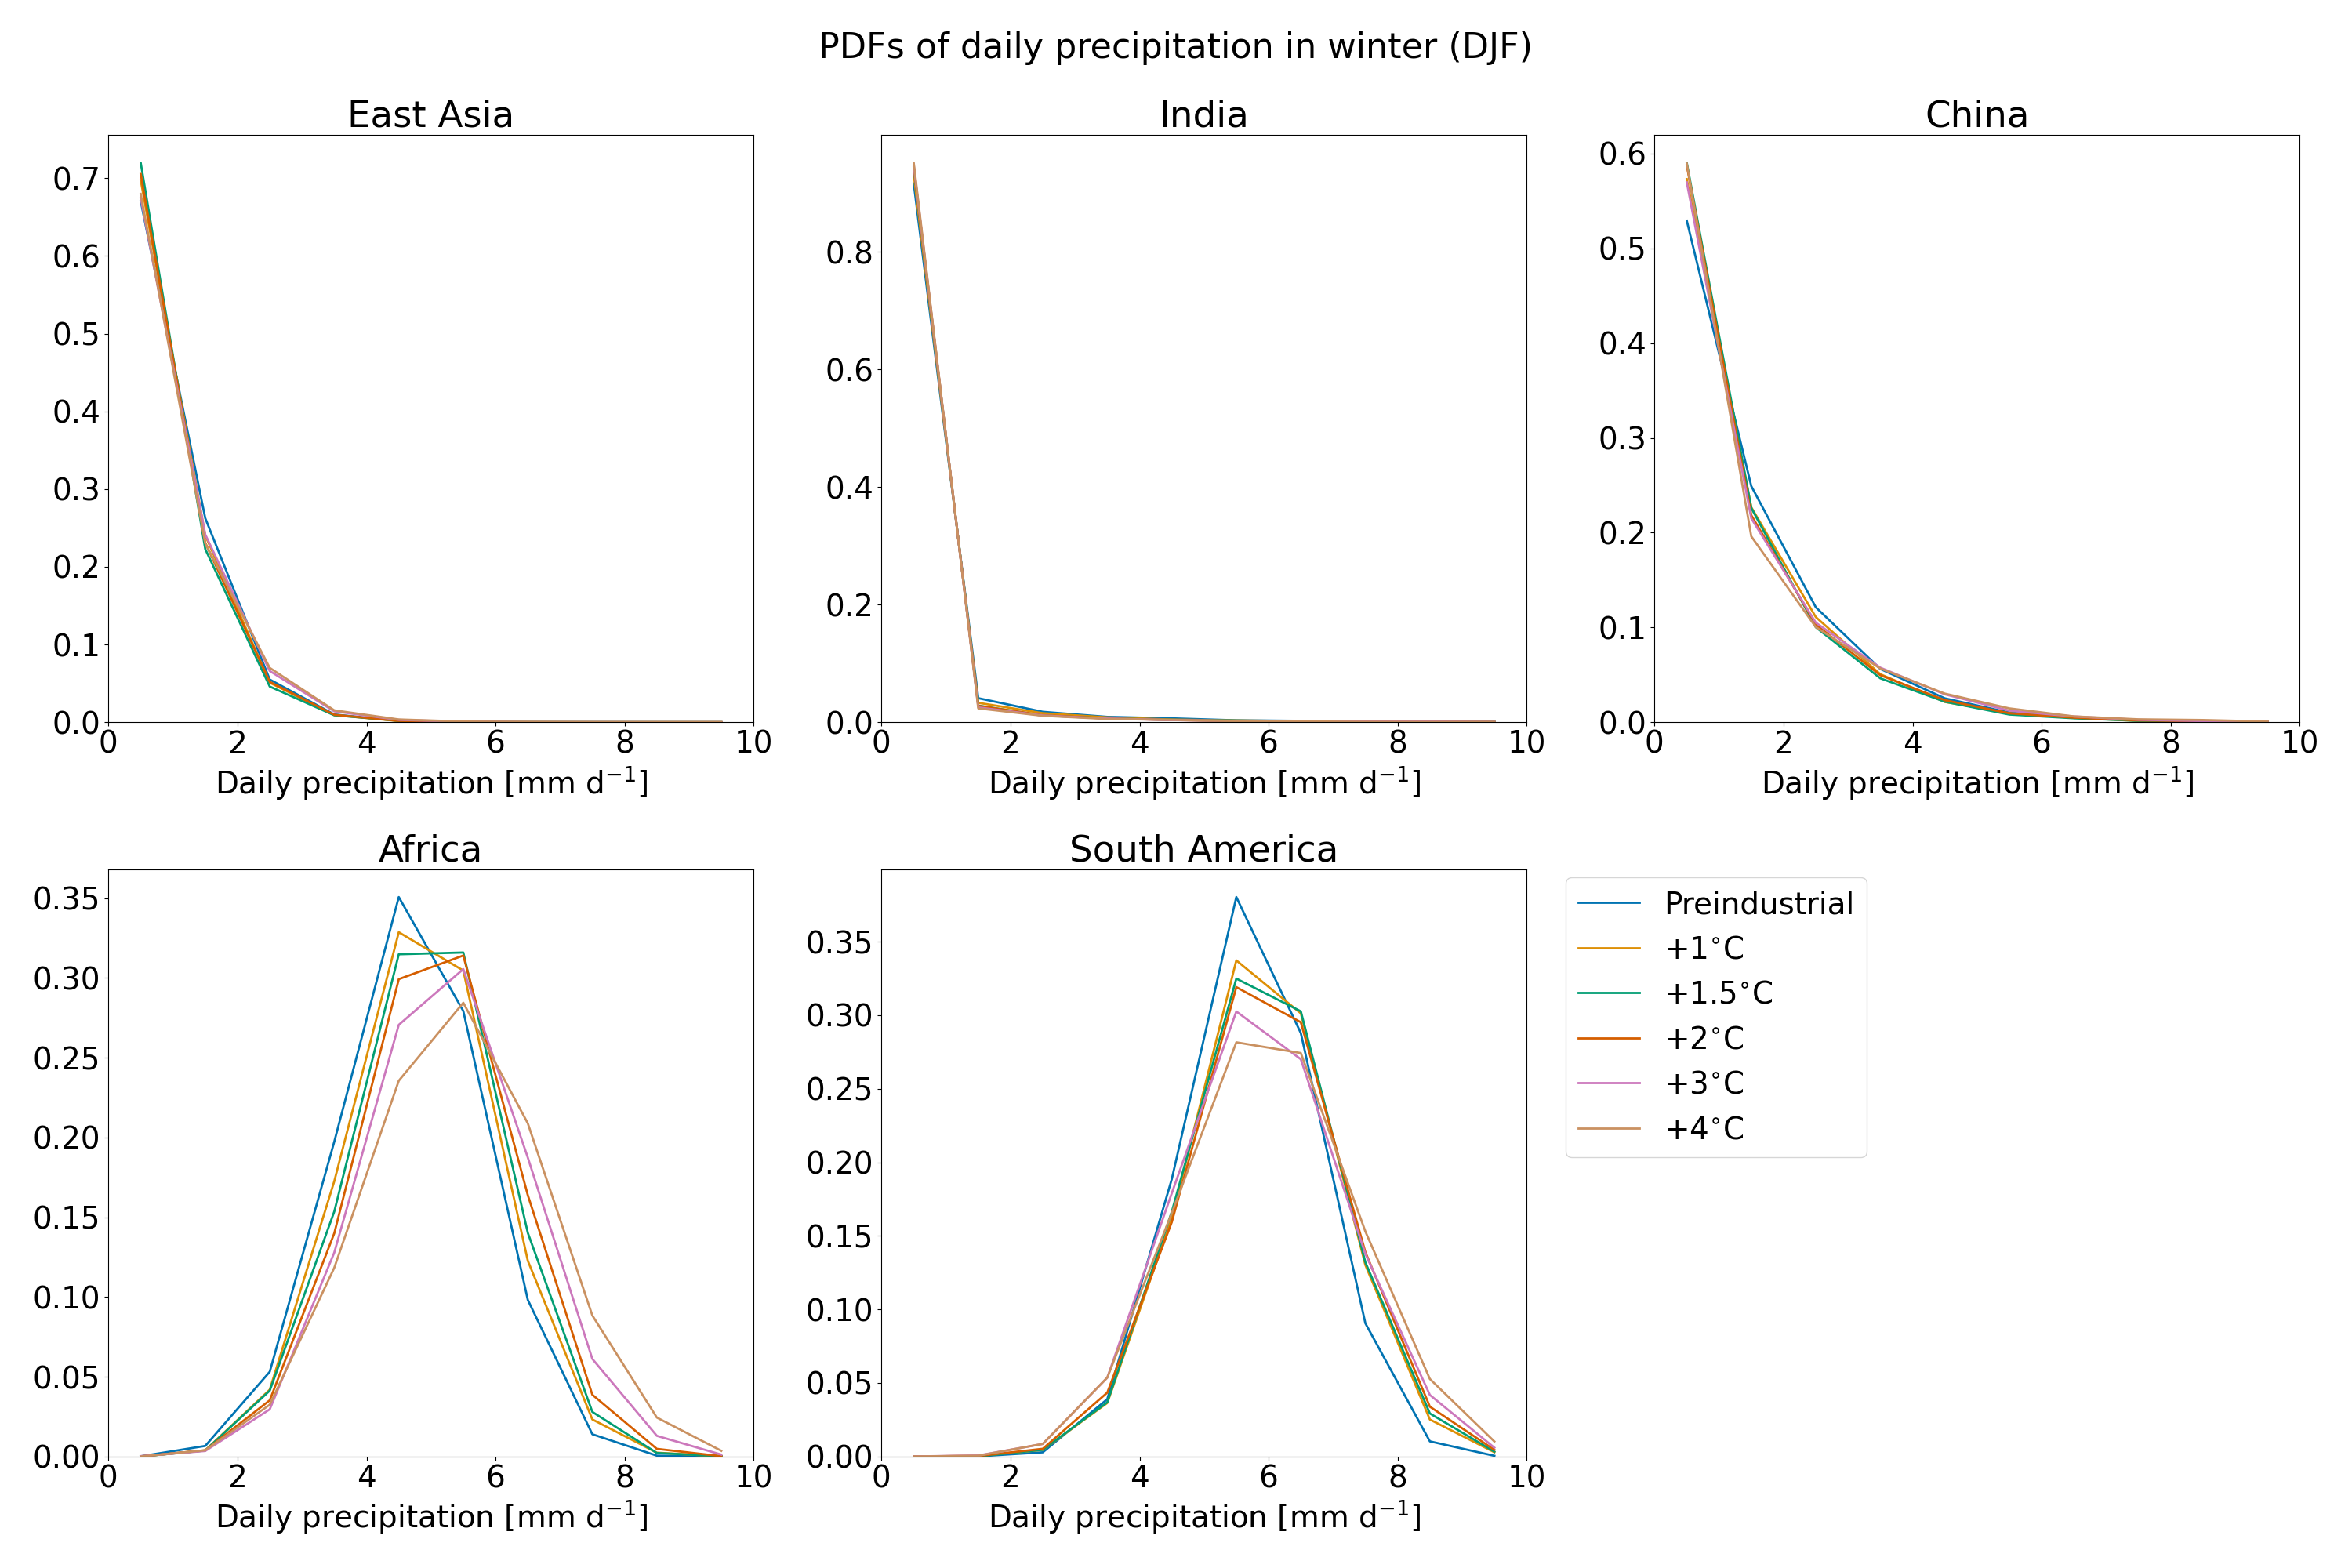 PDFs of daily precipitation in winter (DJF)
East Asia
0.7
0.6
0.5
0.4
0.3
0.2
0.1
0.0
0 2 4 6 8 10
Daily precipitation [mm d⁻¹]
India
0.8
0.6
0.4
0.2
0.0
0 2 4 6 8 10
Daily precipitation [mm d⁻¹]
China
0.6
0.5
0.4
0.3
0.2
0.1
0.0
0 2 4 6 8 10
Daily precipitation [mm d⁻¹]
Africa
0.35
0.30
0.25
0.20
0.15
0.10
0.05
0.00
0 2 4 6 8 10
Daily precipitation [mm d⁻¹]
South America
0.35
0.30
0.25
0.20
0.15
0.10
0.05
0.00
0 2 4 6 8 10
Daily precipitation [mm d⁻¹]
Preindustrial
+1°C
+1.5°C
+2°C
+3°C
+4°C